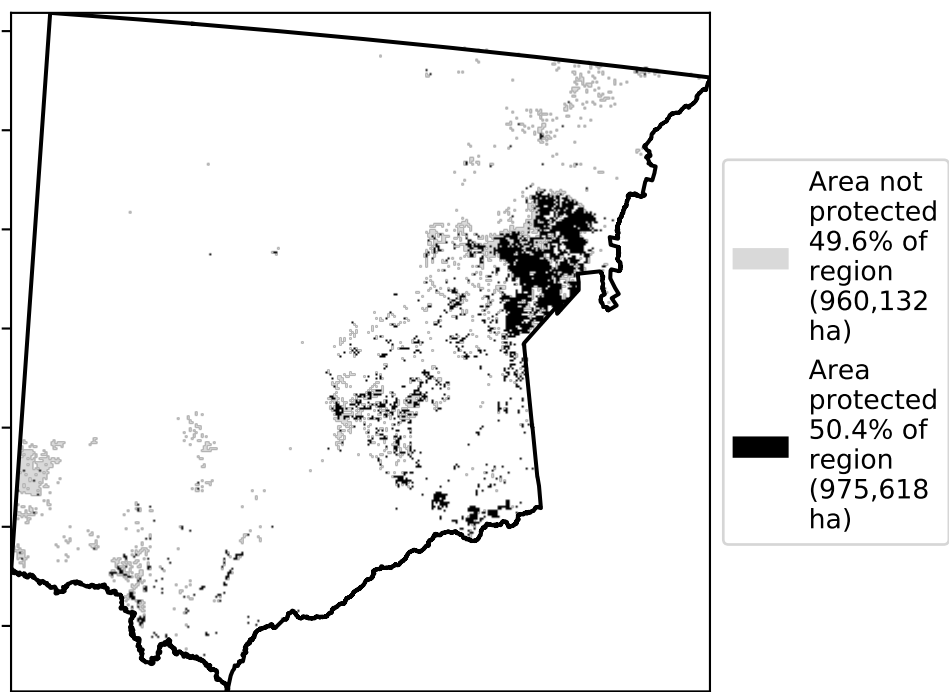 Area not
protected
49.6% of
region
(960,132
ha)
Area
protected
50.4% of
region
(975,618
ha)